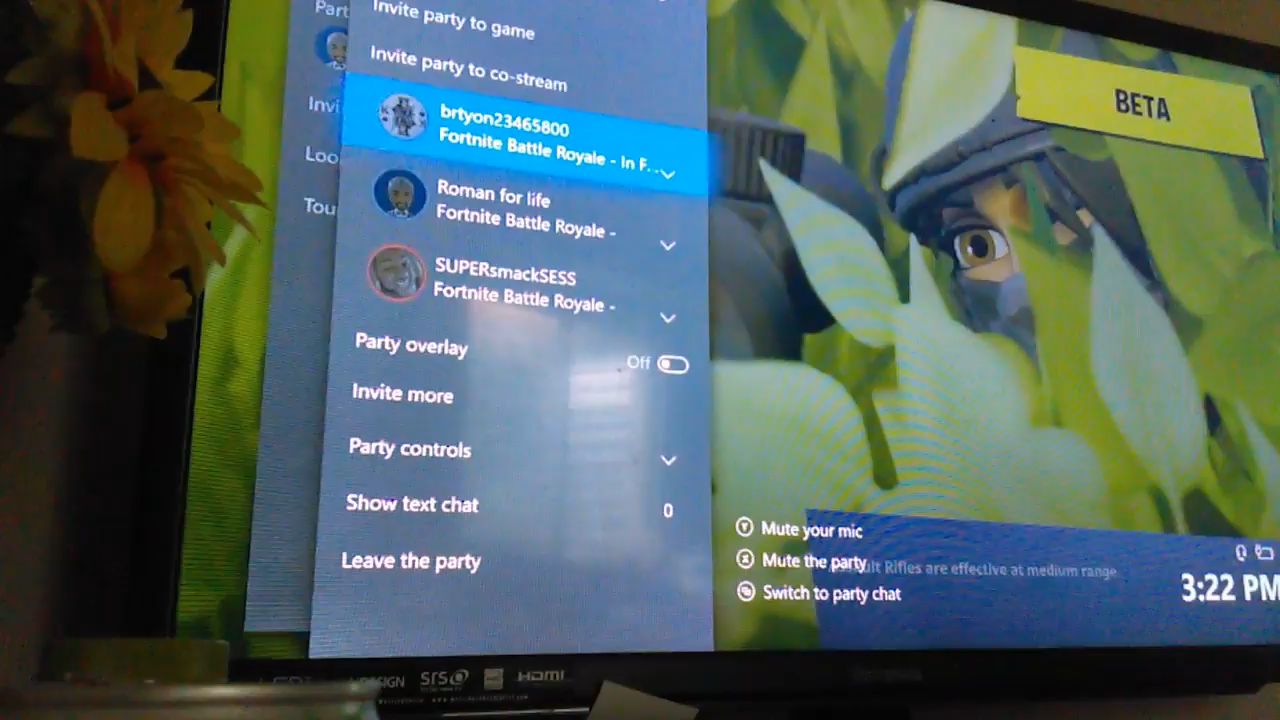 Part
Invite party to game
Invite party to co-stream
Invi
brtyon23465800
Fortnite Battle Royale - In F...
Loo
Roman for life
Fortnite Battle Royale -
Tou
SUPERsmackSESS
Fortnite Battle Royale -
Party overlay
Off
Invite more
Party controls
Show text chat 0
Leave the party
BETA
Mute your mic
Mute the party
ult Rifles are effective at medium range
Switch to party chat
3:22 PM
SRS
HDMI